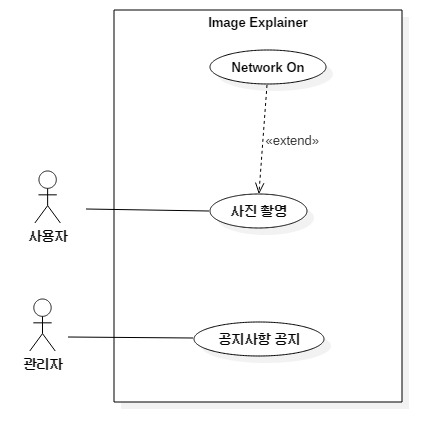 Image Explainer
Network On
«extend»
사진 촬영
사용자
공지사항 공지
관리자